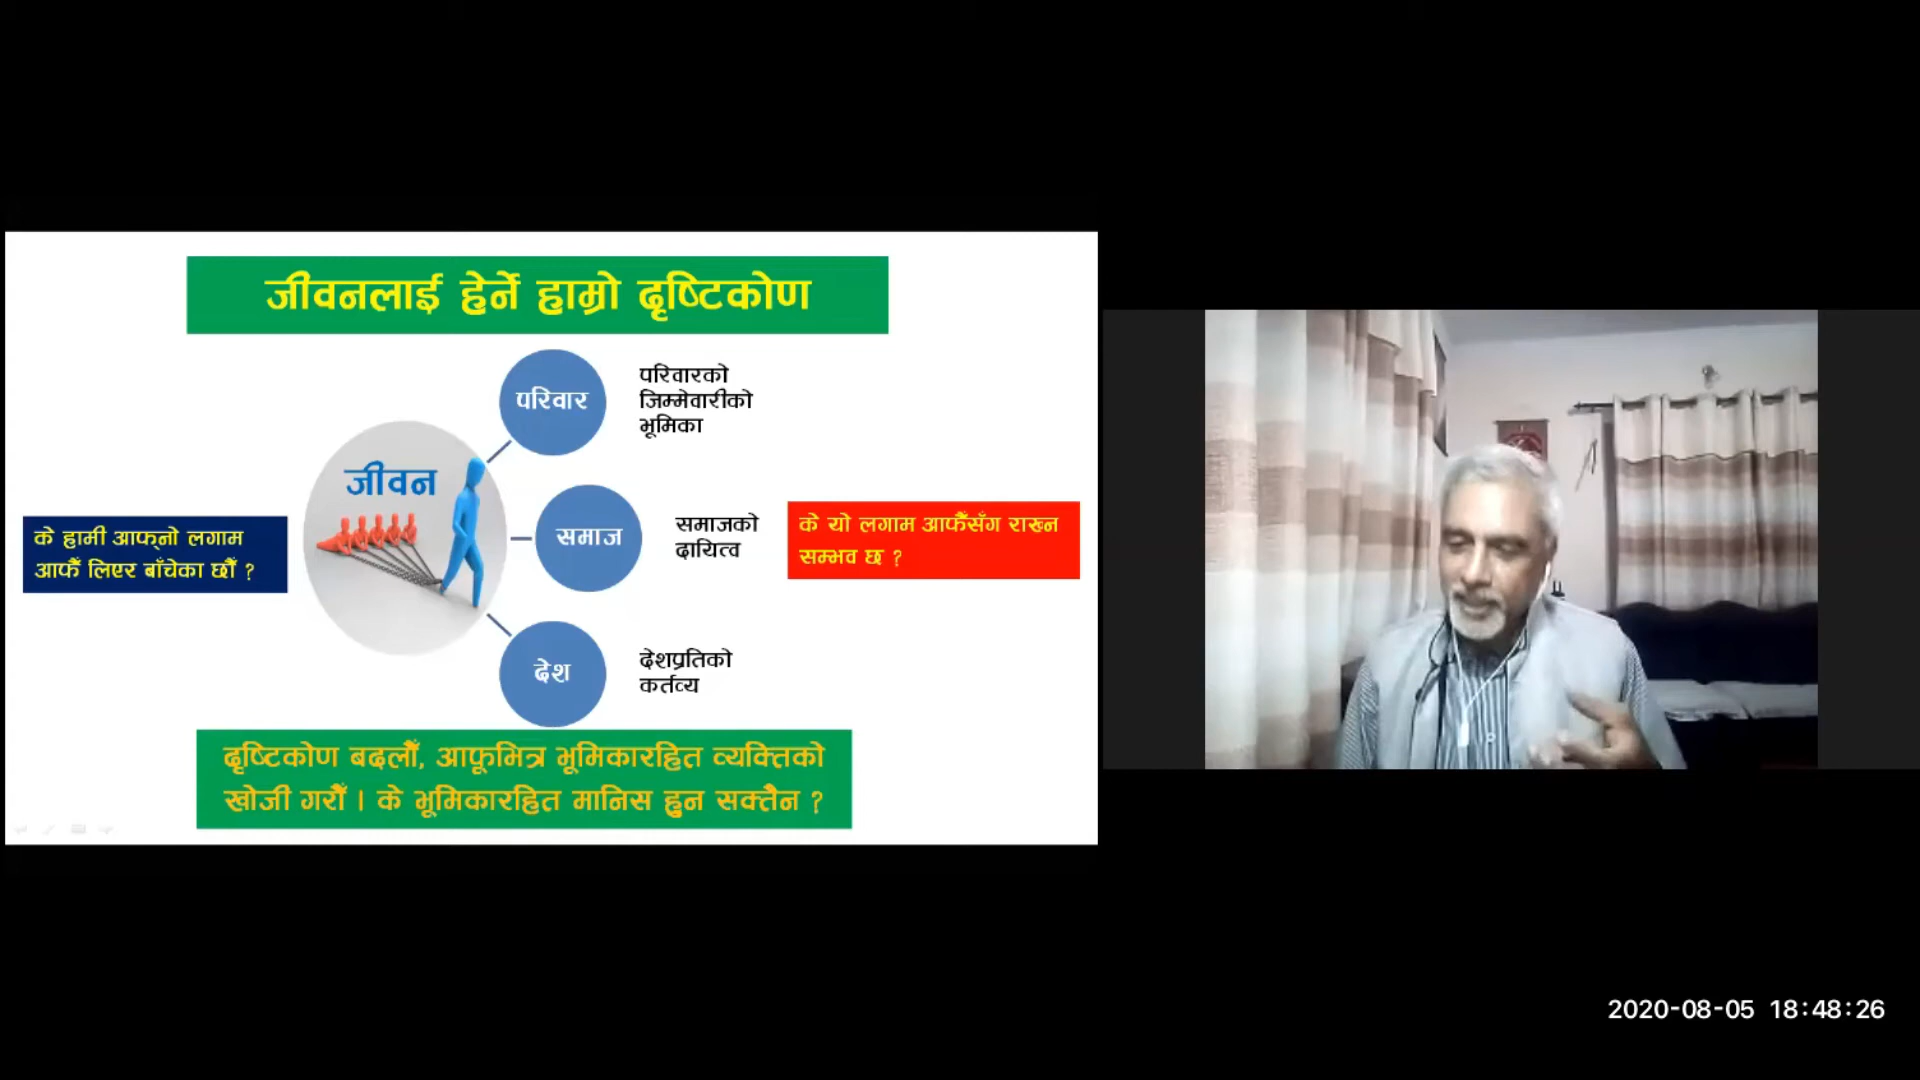 जीवनलाई हेर्ने हाम्रो दृष्टिकोण
परिवार
परिवारको
जिम्मेवारीको
भूमिका
जीवन
के हामी आफ्नो लगाम
आफैँ लिएर बाँचेका छौँ ?
समाज
समाजको
दायित्व
के यो लगाम आफैँसँग राख्न
सम्भव छ ?
देश
देशप्रतिको
कर्तव्य
दृष्टिकोण बदलौँ, आफूभित्र भूमिकारहित व्यक्तिको
खोजी गरौँ । के भूमिकारहित मानिस हुन सक्तैन ?
2020-08-05 18:48:26